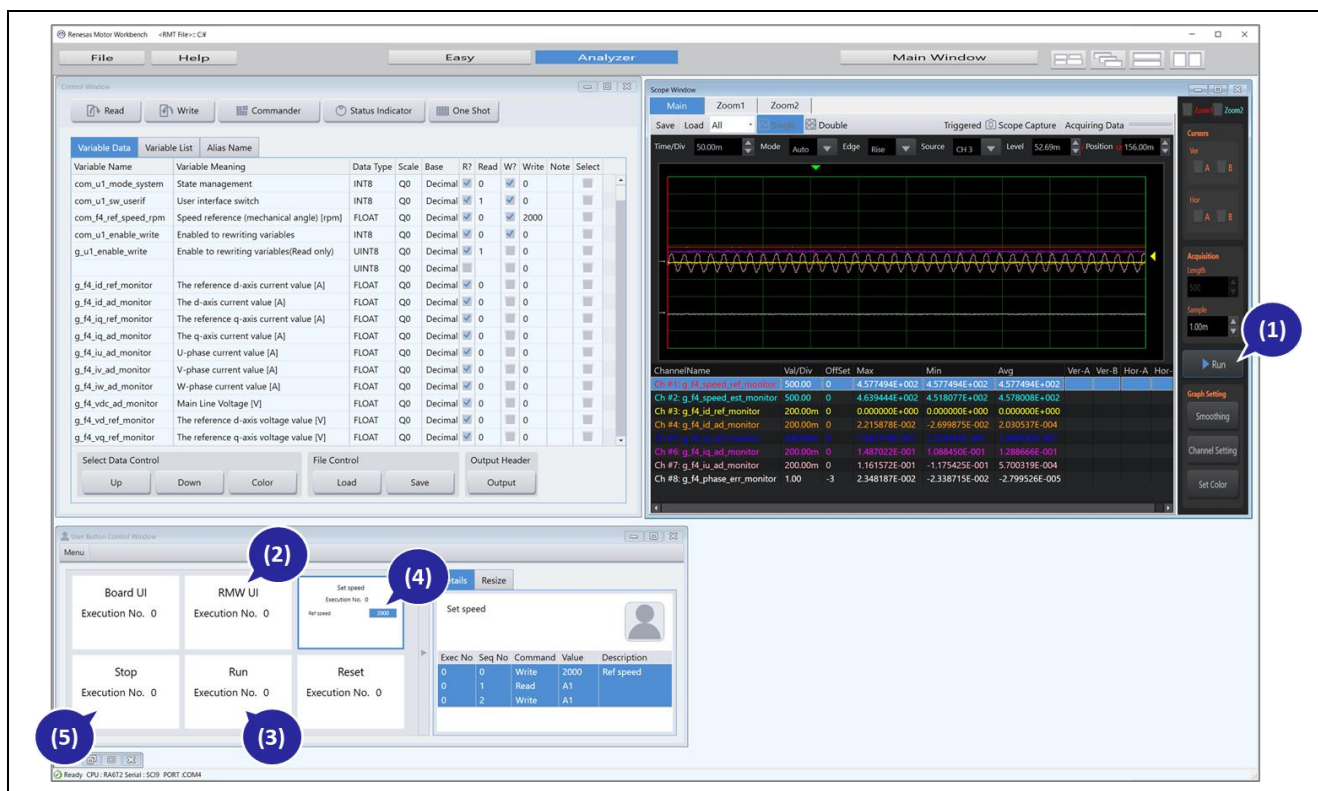 Renesas Motor Workbench <RMT File>:: C:¥
File Help Easy Analyzer Main Window
Control Window
Read Write Commander Status Indicator One Shot
Variable Data Variable List Alias Name
Variable Name Variable Meaning Data Type Scale Base R? Read W? Write Note Select
com_u1_mode_system State management INT8 Q0 Decimal 0 0
com_u1_sw_userif User interface switch INT8 Q0 Decimal 1 0
com_f4_ref_speed_rpm Speed reference (mechanical angle) [rpm] FLOAT Q0 Decimal 0 2000
com_u1_enable_write Enabled to rewriting variables INT8 Q0 Decimal 0 0
g_u1_enable_write Enable to rewriting variables(Read only) UINT8 Q0 Decimal 1 0
UINT8 Q0 Decimal 0
g_f4_id_ref_monitor The reference d-axis current value [A] FLOAT Q0 Decimal 0 0
g_f4_id_ad_monitor The d-axis current value [A] FLOAT Q0 Decimal 0 0
g_f4_iq_ref_monitor The reference q-axis current value [A] FLOAT Q0 Decimal 0 0
g_f4_iq_ad_monitor The q-axis current value [A] FLOAT Q0 Decimal 0 0
g_f4_iu_ad_monitor U-phase current value [A] FLOAT Q0 Decimal 0 0
g_f4_iv_ad_monitor V-phase current value [A] FLOAT Q0 Decimal 0 0
g_f4_iw_ad_monitor W-phase current value [A] FLOAT Q0 Decimal 0 0
g_f4_vdc_ad_monitor Main Line Voltage [V] FLOAT Q0 Decimal 0 0
g_f4_vd_ref_monitor The reference d-axis voltage value [V] FLOAT Q0 Decimal 0 0
g_f4_vq_ref_monitor The reference q-axis voltage value [V] FLOAT Q0 Decimal 0 0
Select Data Control File Control Output Header
Up Down Color Load Save Output
Scope Window
Main Zoom1 Zoom2
Save Load All Single Double Triggered Scope Capture Acquiring Data
Time/Div 50.00m Mode Auto Edge Rise Source CH 3 Level 52.69m Position 156.00m
ChannelName Val/Div OffSet Max Min Avg Ver-A Ver-B Hor-A Hor-
Ch #1: g_f4_speed_ref_monitor 500.00 0 4.577494E+002 4.577494E+002 4.577494E+002
Ch #2: g_f4_speed_est_monitor 500.00 0 4.639444E+002 4.518077E+002 4.578008E+002
Ch #3: g_f4_id_ref_monitor 200.00m 0 0.000000E+000 0.000000E+000 0.000000E+000
Ch #4: g_f4_id_ad_monitor 200.00m 0 2.215878E-002 -2.699875E-002 2.030537E-004
Ch #6: g_f4_iq_ad_monitor 200.00m 0 1.487022E-001 1.088450E-001 1.288666E-001
Ch #7: g_f4_iu_ad_monitor 200.00m 0 1.161572E-001 -1.175425E-001 5.700319E-004
Ch #8: g_f4_phase_err_monitor 1.00 -3 2.348187E-002 -2.338715E-002 -2.799526E-005
Zoom1 Zoom2
Cursors
Ver
A B
Hor
A B
Acquisition
Length
500
Sample
1.00m
(1)
Run
Graph Setting
Smoothing
Channel Setting
Set Color
User Button Control Window
Menu
(2)
(4)
Board UI
Execution No. 0
RMW UI
Execution No. 0
Set speed
Execution No. 0
Ref speed 2000
Stop
Execution No. 0
Run
Execution No. 0
Reset
Execution No. 0
(5)
(3)
Resize
Set speed
Exec No Seq No Command Value Description
0 0 Write 2000 Ref speed
0 1 Read A1
0 2 Write A1
Ready CPU : RA6T2 Serial : SCI9 PORT :COM4